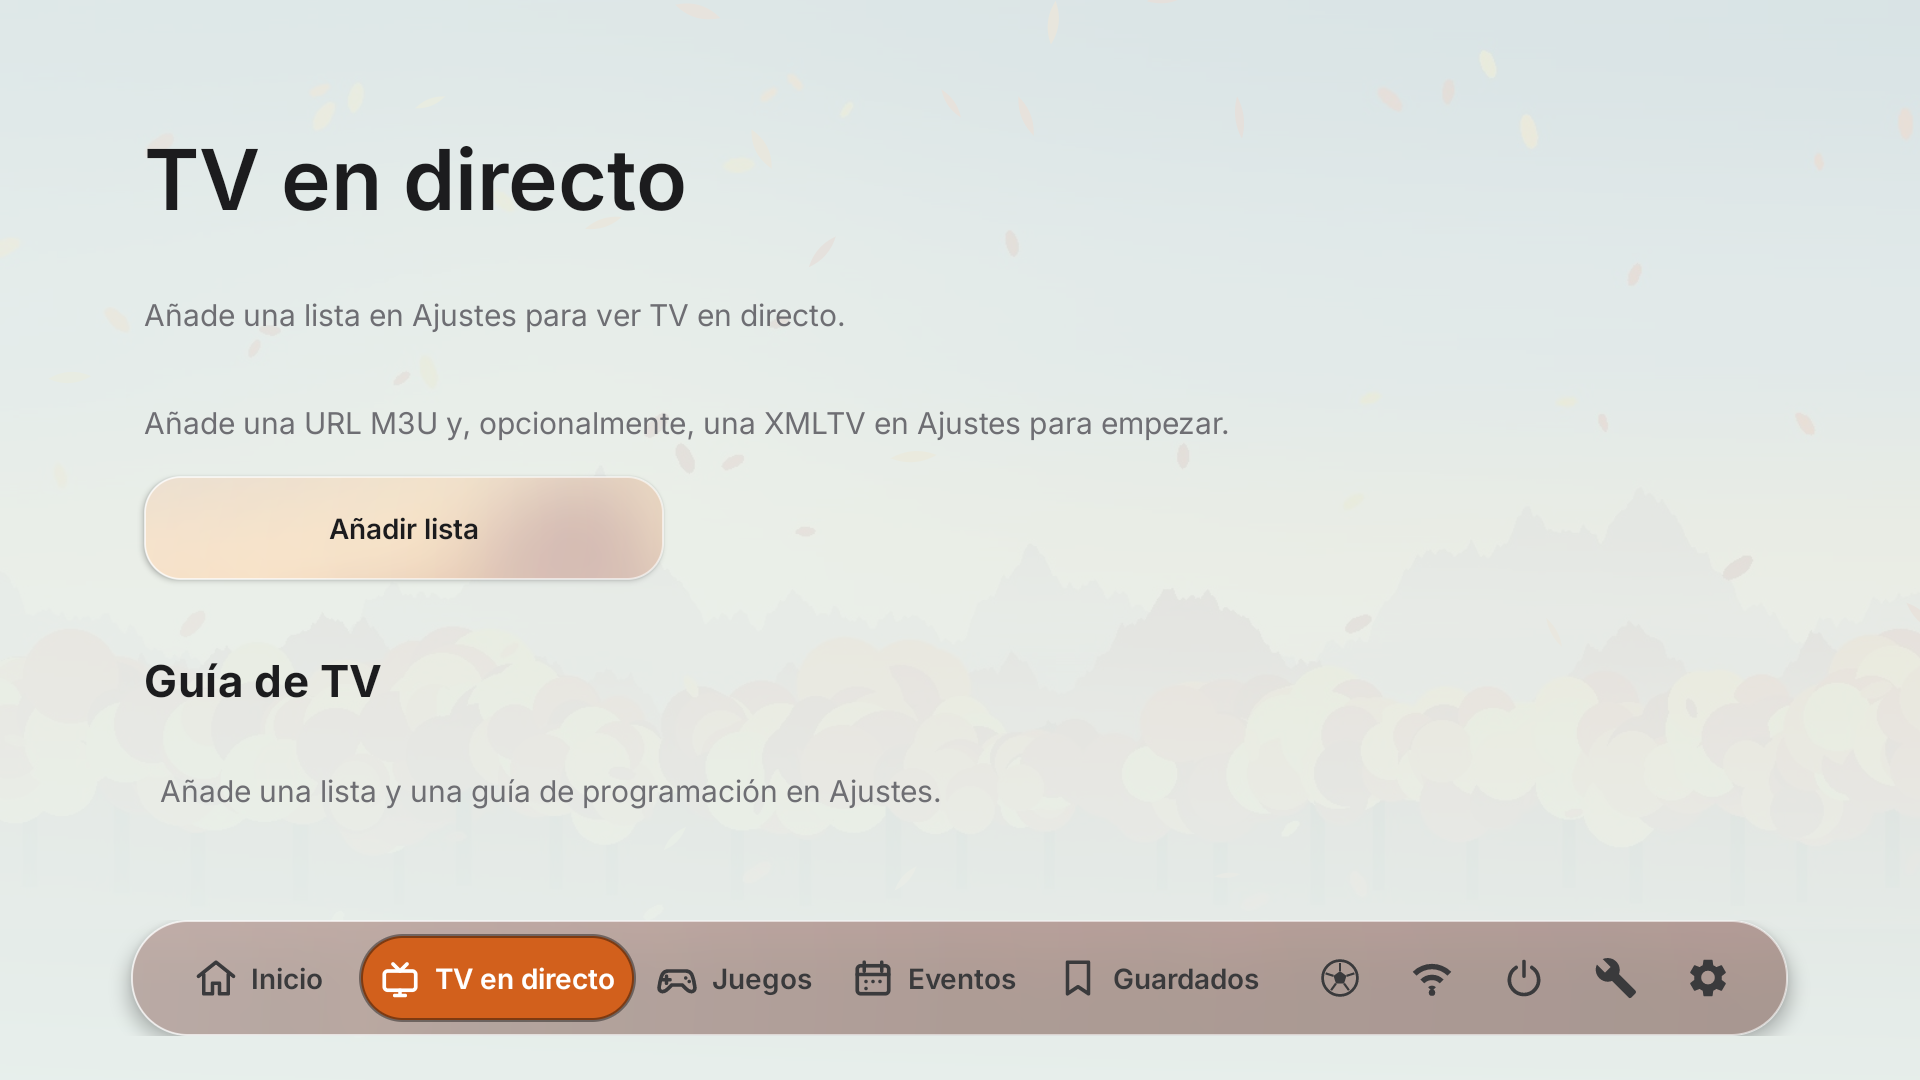 TV en directo
Añade una lista en Ajustes para ver TV en directo.
Añade una URL M3U y, opcionalmente, una XMLTV en Ajustes para empezar.
Añadir lista
Guía de TV
Añade una lista y una guía de programación en Ajustes.
Inicio TV en directo Juegos Eventos Guardados